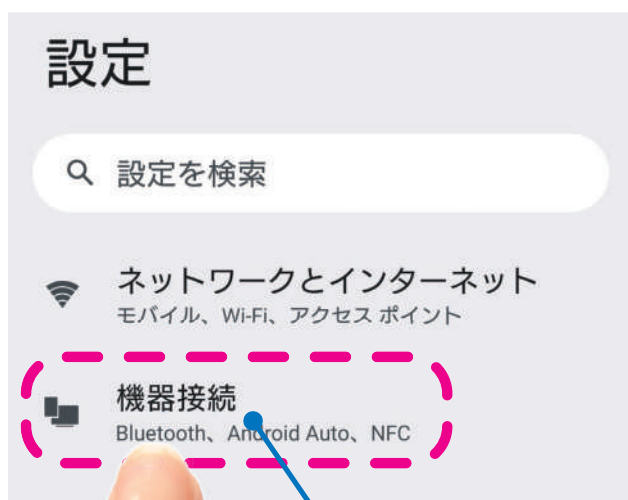 設定
設定を検索
ネットワークとインターネット
モバイル、Wi-Fi、アクセス ポイント
機器接続
Bluetooth、Android Auto、NFC